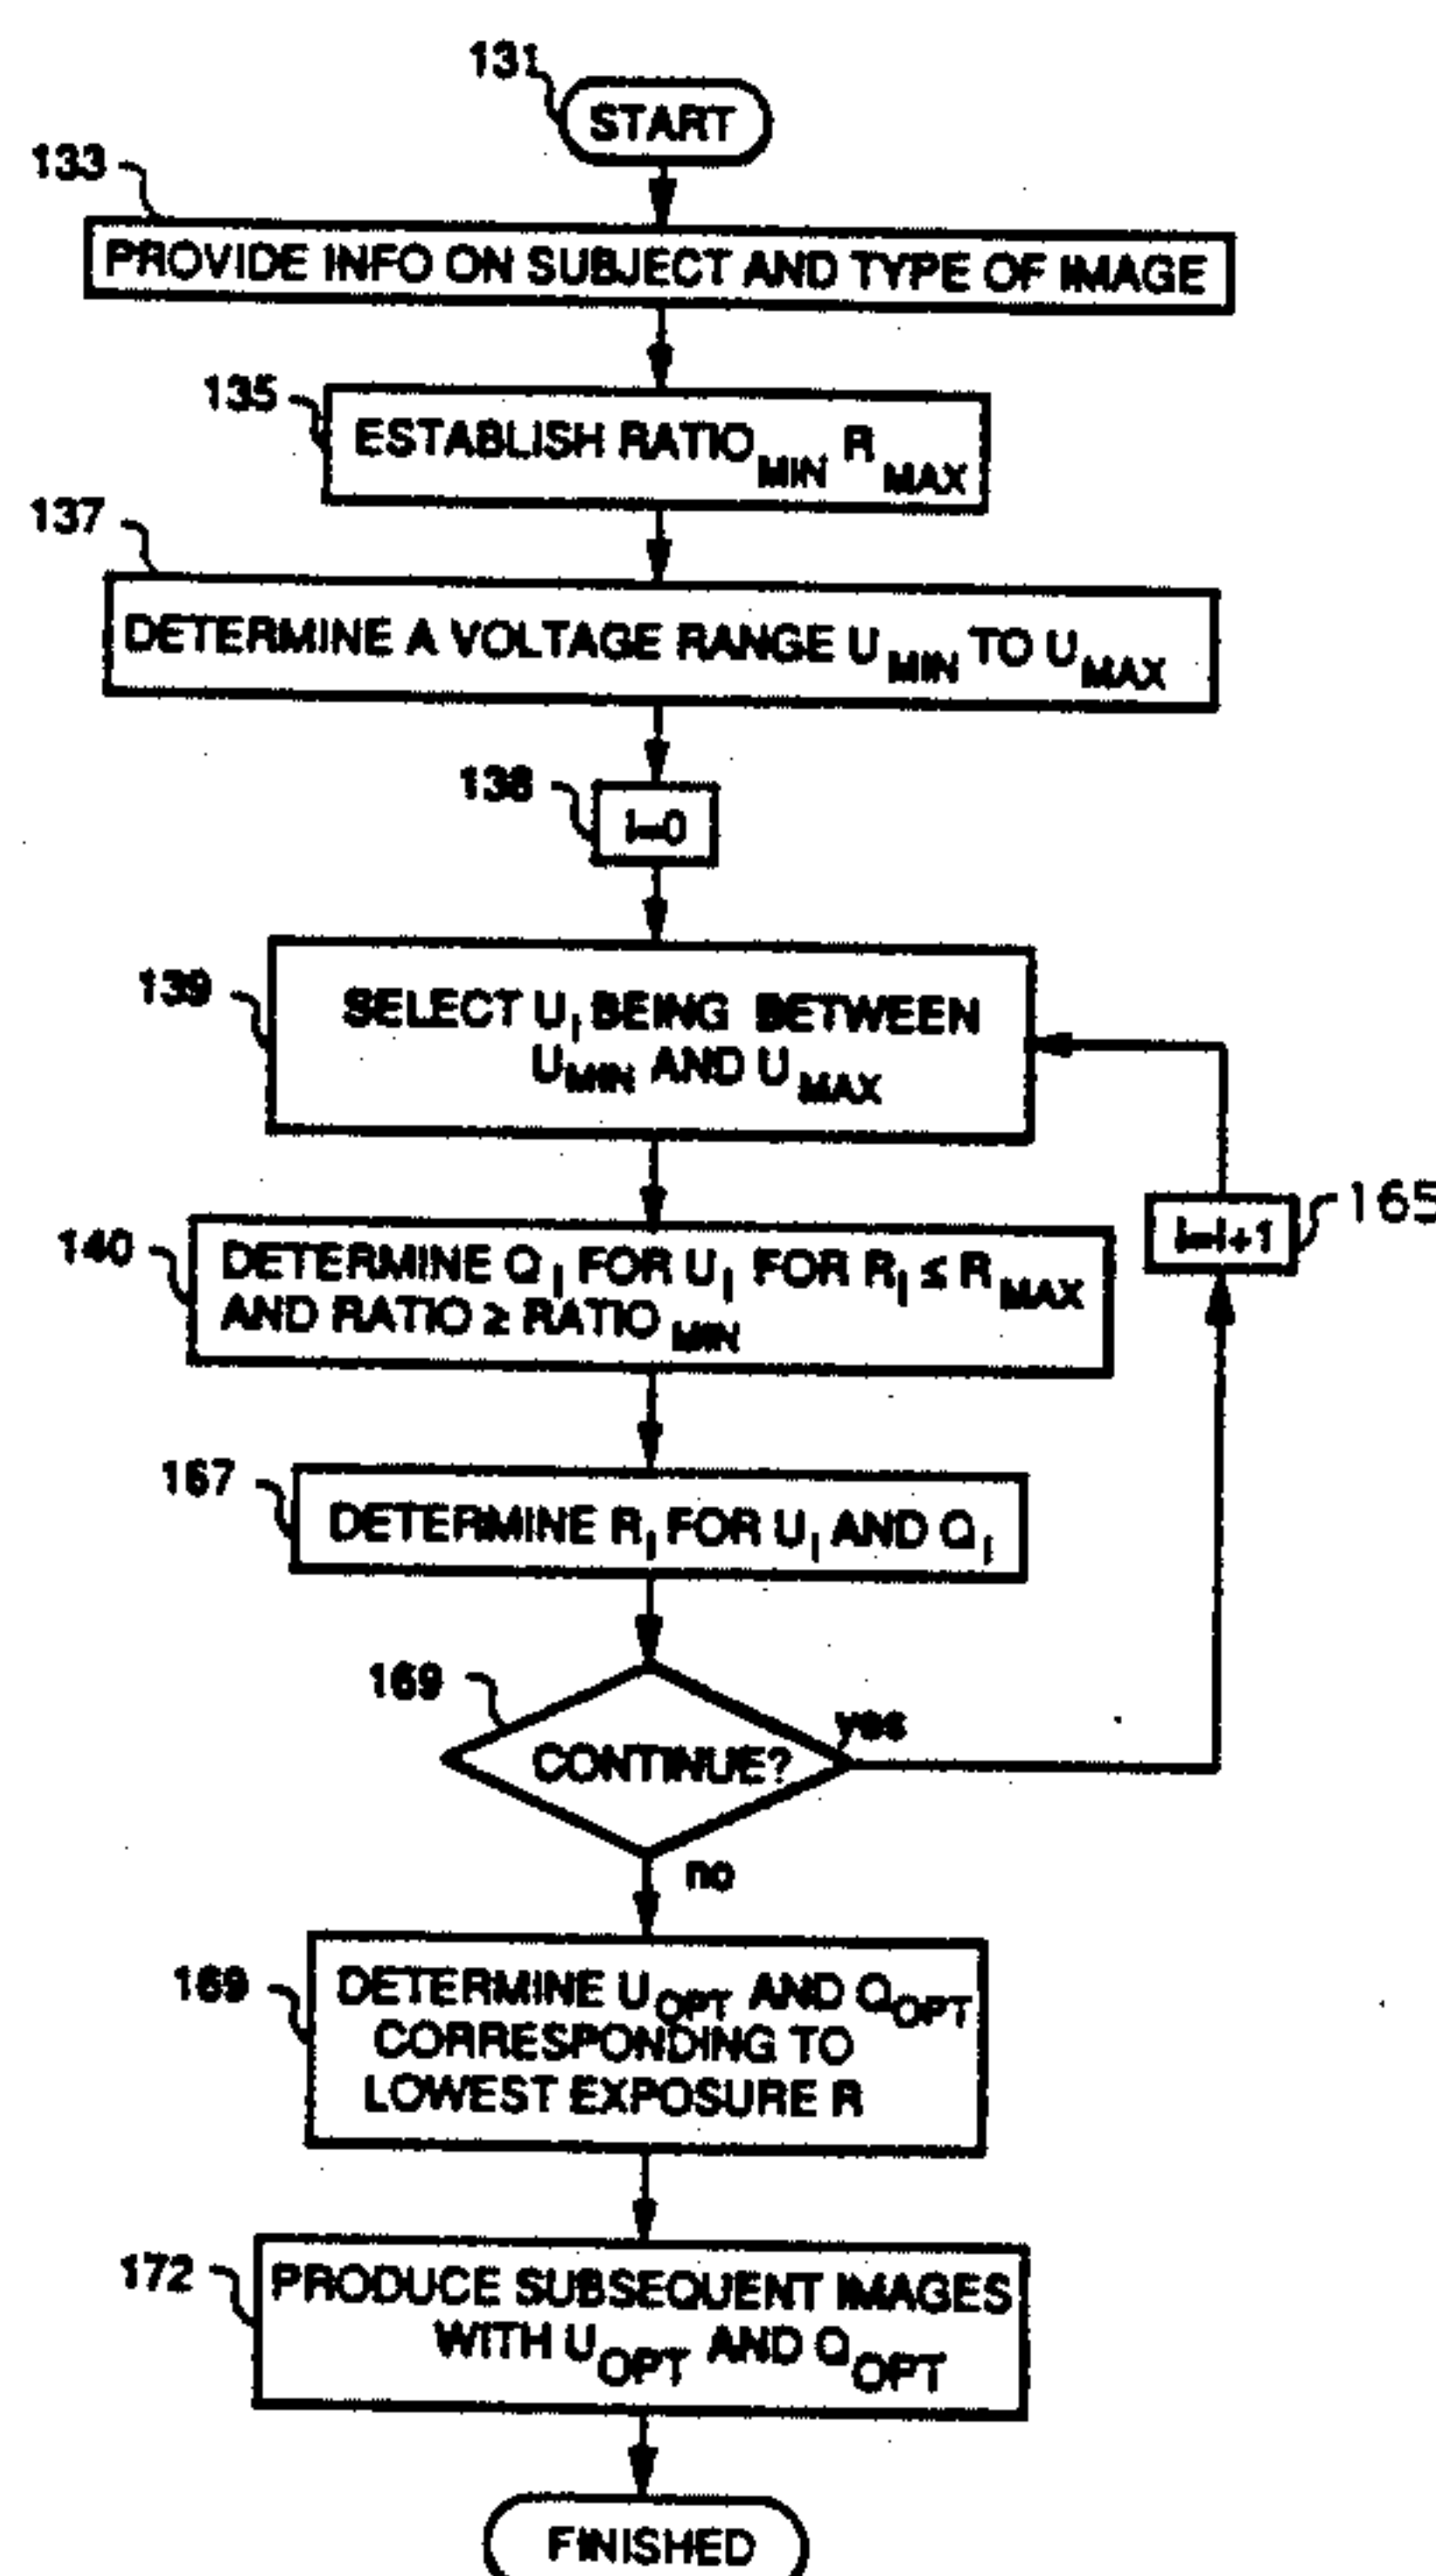 131
START
133
PROVIDE INFO ON SUBJECT AND TYPE OF IMAGE
135
ESTABLISH RATIO MIN R MAX
137
DETERMINE A VOLTAGE RANGE U MIN TO U MAX
138
i=0
139
SELECT U i BEING BETWEEN
U MIN AND U MAX
140
DETERMINE Q i FOR U i FOR R i ≤ R MAX
AND RATIO ≥ RATIO MIN
165
i=i+1
167
DETERMINE R i FOR U i AND Q i
169
CONTINUE?
yes
no
169
DETERMINE U OPT AND Q OPT
CORRESPONDING TO
LOWEST EXPOSURE R
172
PRODUCE SUBSEQUENT IMAGES
WITH U OPT AND Q OPT
FINISHED